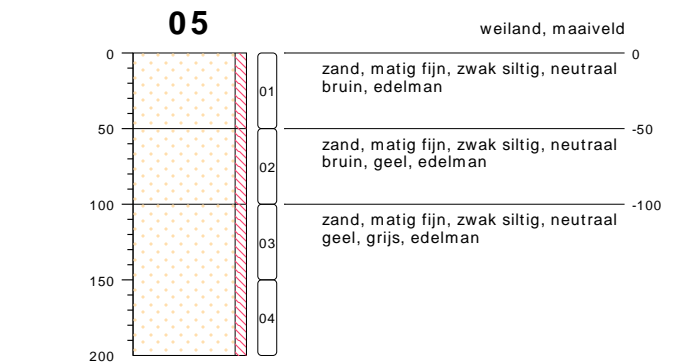 05
weiland, maaiveld
0
0
zand, matig fijn, zwak siltig, neutraal
bruin, edelman
01
50
-50
zand, matig fijn, zwak siltig, neutraal
bruin, geel, edelman
02
100
-100
zand, matig fijn, zwak siltig, neutraal
geel, grijs, edelman
03
150
04
200